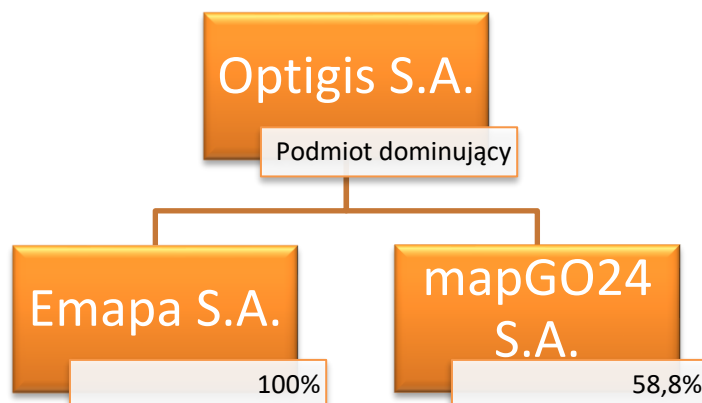 Optigis S.A.
Podmiot dominujący
Emapa S.A.
100%
mapGO24
S.A.
58,8%